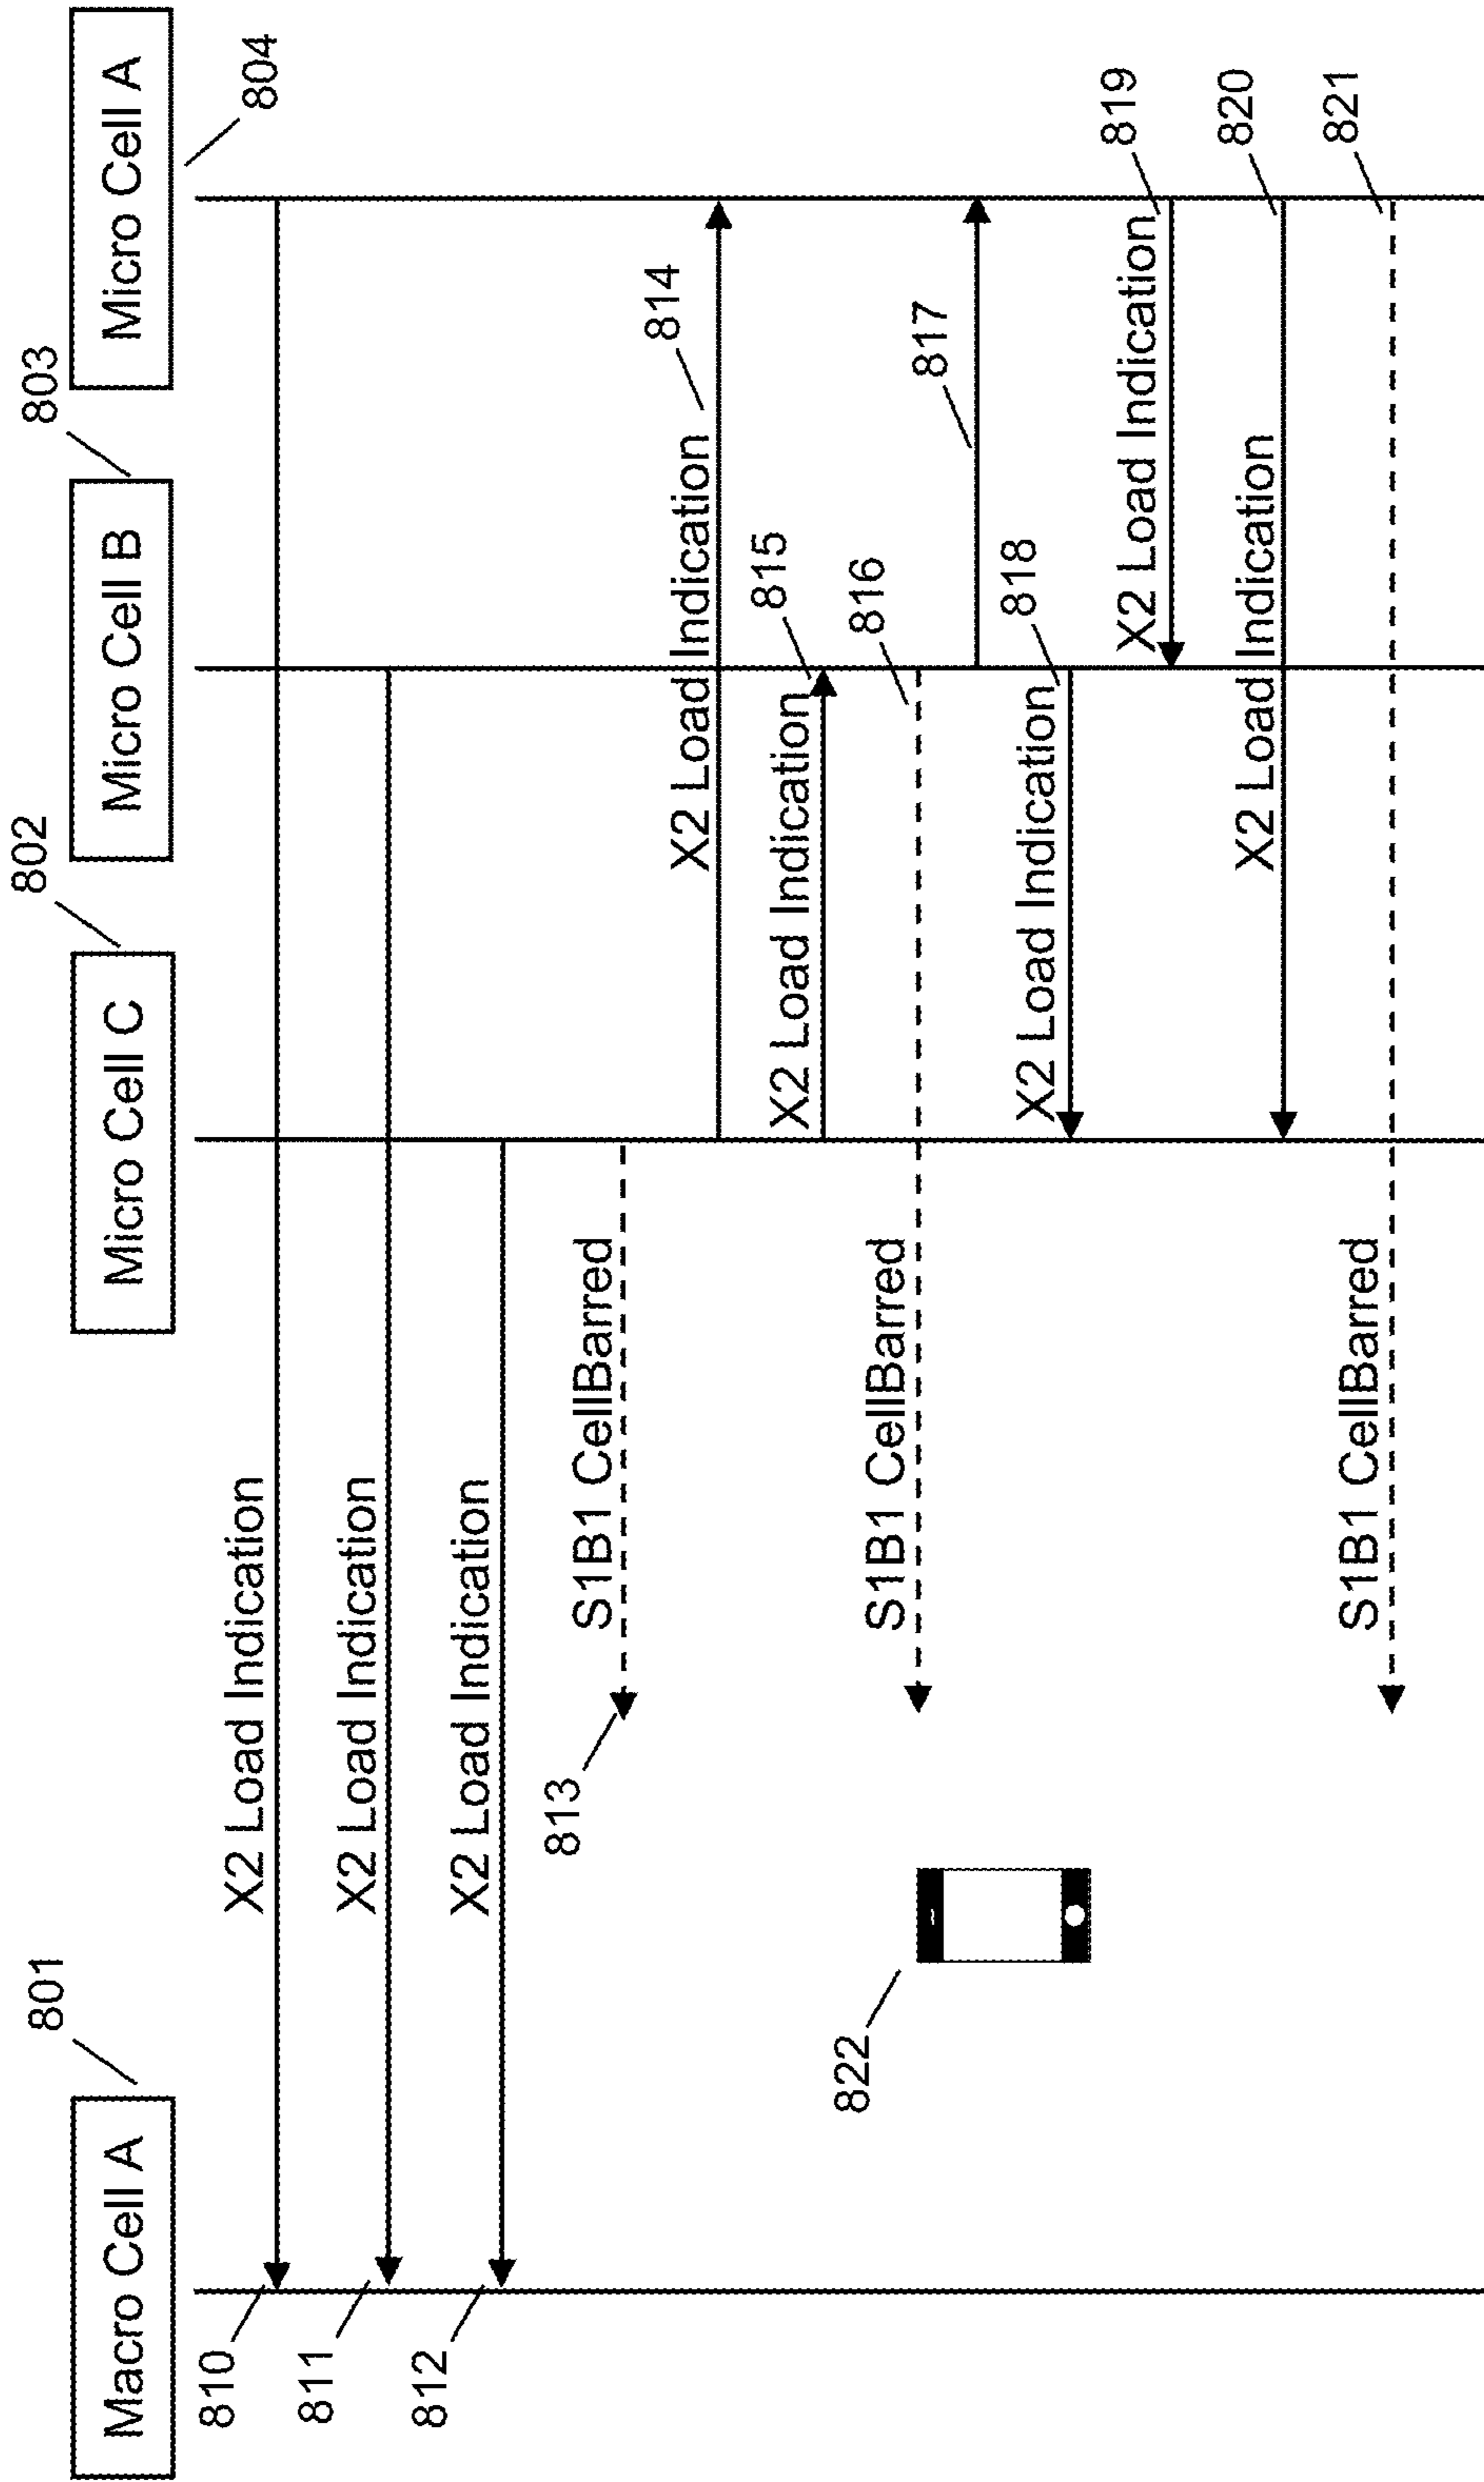 801
802
803
804
Macro Cell A
Micro Cell C
Micro Cell B
Micro Cell A
810
X2 Load Indication
811
X2 Load Indication
812
X2 Load Indication
813
S1B1 CellBarred
X2 Load Indication
814
X2 Load Indication
815
S1B1 CellBarred
816
817
822
X2 Load Indication
818
X2 Load Indication
819
X2 Load Indication
820
S1B1 CellBarred
821